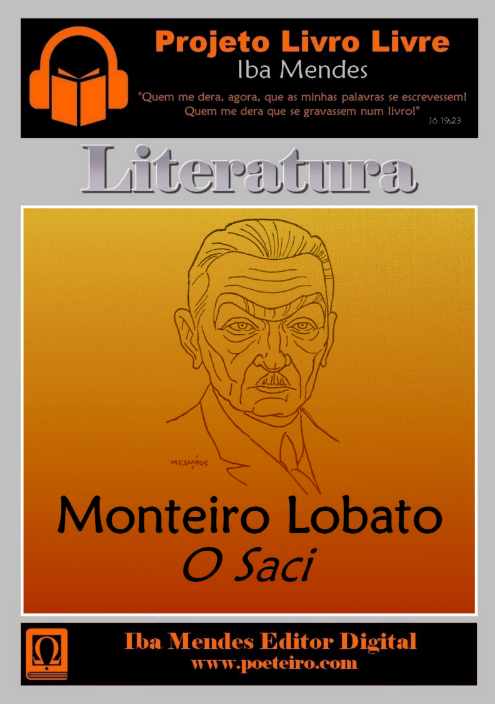 Projeto Livro Livre
Iba Mendes
"Quem me dera, agora, que as minhas palavras se escrevessem!
Quem me dera que se gravassem num livro!"
Jó 19:23
Literatura
MCAMPOS
Monteiro Lobato
O Saci
Ω
Iba Mendes Editor Digital
www.poeteiro.com